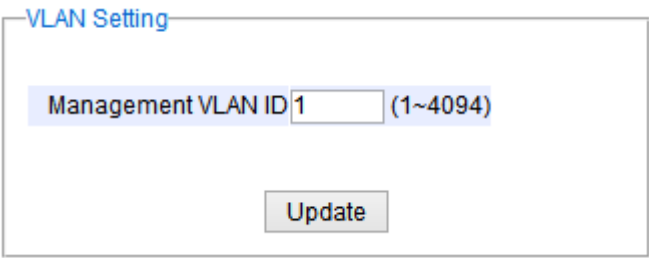 VLAN Setting
Management VLAN ID 1 (1~4094)
Update